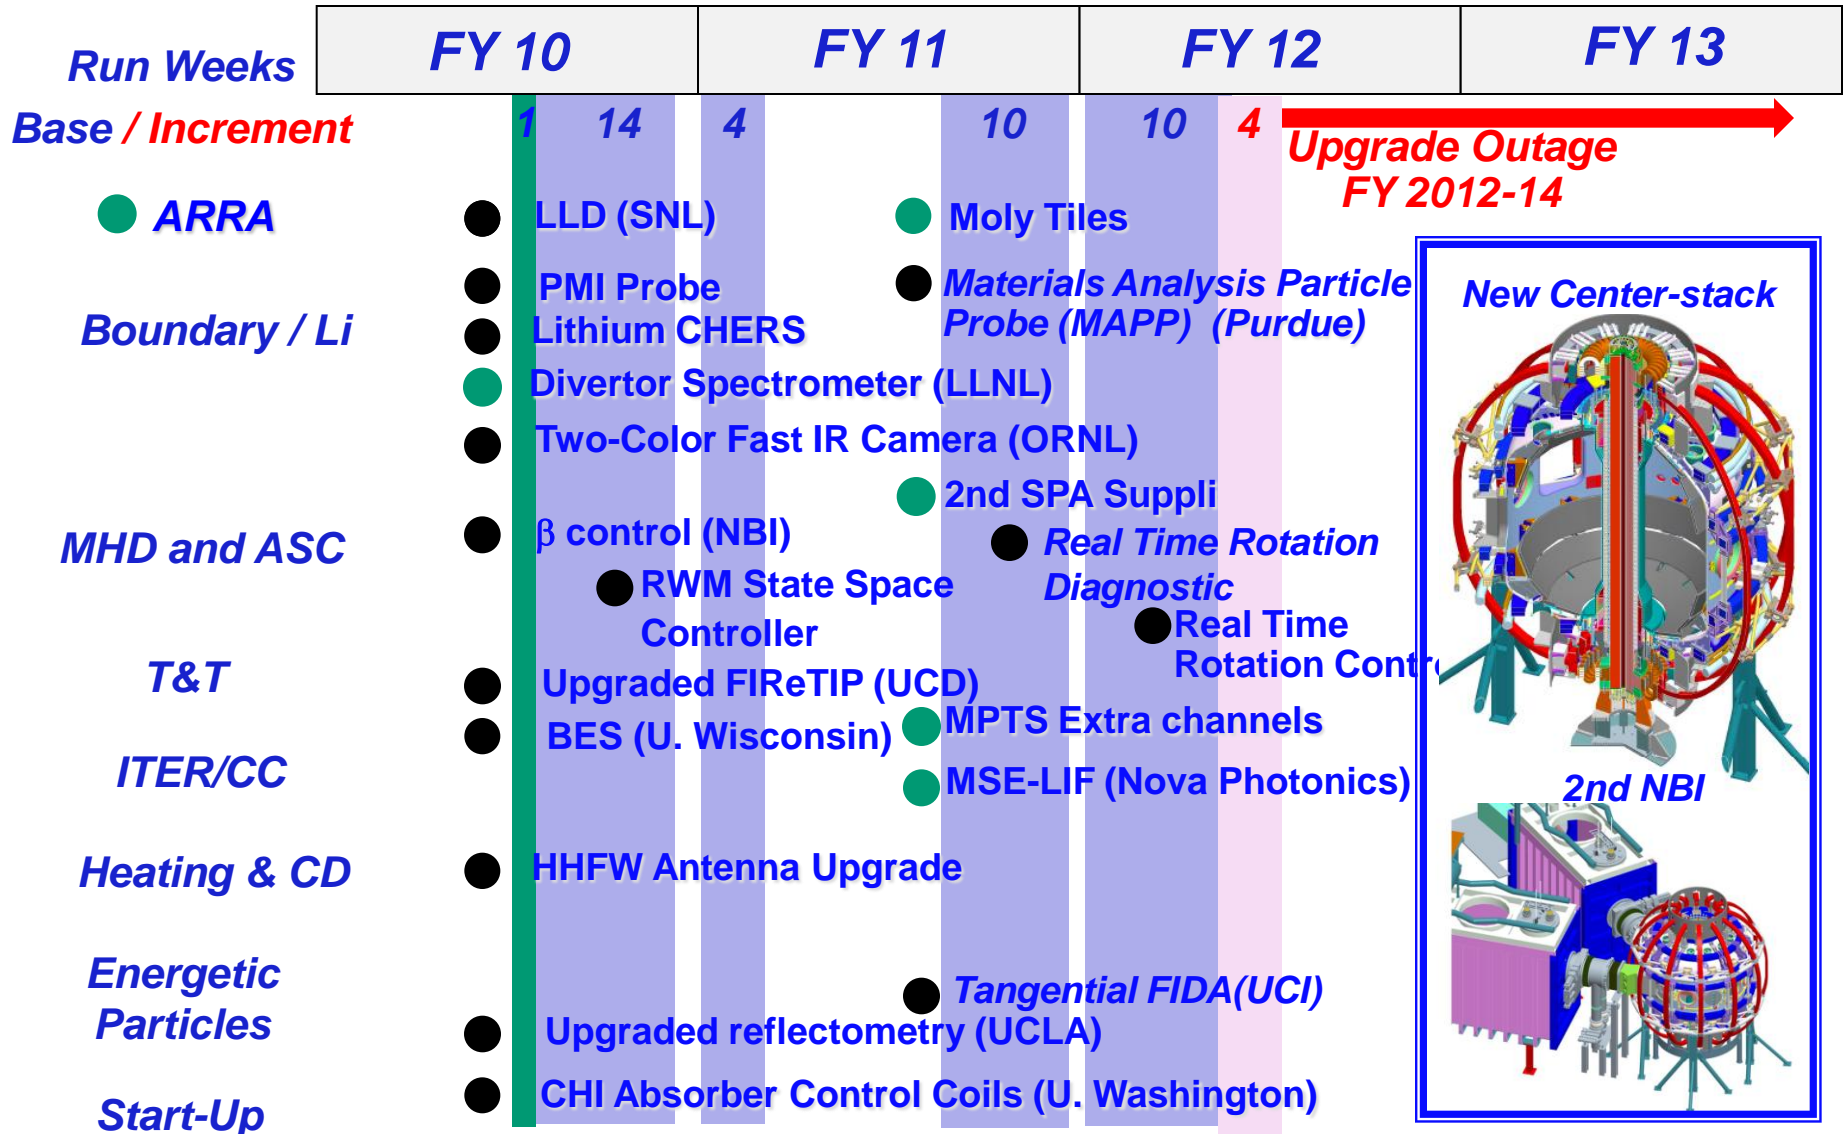 FY 10 FY 11 FY 12 FY 13
Run Weeks
Base / Increment
1 14 4 10 10 4
Upgrade Outage
FY 2012-14
ARRA
LLD (SNL)
Moly Tiles
PMI Probe
Materials Analysis Particle
Probe (MAPP) (Purdue)
Boundary / Li
Lithium CHERS
Divertor Spectrometer (LLNL)
Two-Color Fast IR Camera (ORNL)
2nd SPA Suppli
MHD and ASC
β control (NBI)
Real Time Rotation
Diagnostic
RWM State Space
Controller
Real Time
Rotation Contr
T&T
Upgraded FIReTIP (UCD)
BES (U. Wisconsin)
MPTS Extra channels
ITER/CC
MSE-LIF (Nova Photonics)
Heating & CD
HHFW Antenna Upgrade
Energetic
Particles
Tangential FIDA(UCI)
Upgraded reflectometry (UCLA)
Start-Up
CHI Absorber Control Coils (U. Washington)
New Center-stack
2nd NBI